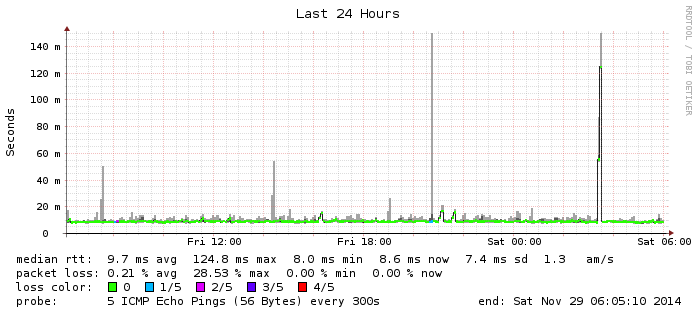 Last 24 Hours
RRDTOOL / TOBI OETIKER
Seconds
140 m
120 m
100 m
80 m
60 m
40 m
20 m
0
Fri 12:00 Fri 18:00 Sat 00:00 Sat 06:00
median rtt: 9.7 ms avg 124.8 ms max 8.0 ms min 8.6 ms now 7.4 ms sd 1.3 am/s
packet loss: 0.21 % avg 28.53 % max 0.00 % min 0.00 % now
loss color: 0 1/5 2/5 3/5 4/5
probe: 5 ICMP Echo Pings (56 Bytes) every 300s end: Sat Nov 29 06:05:10 2014